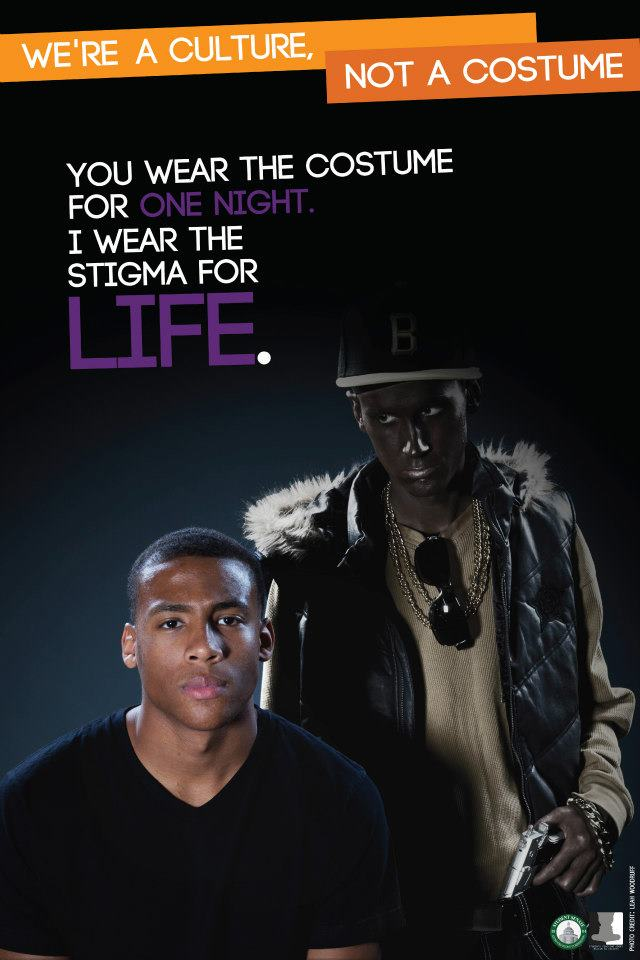 WE'RE A CULTURE,
NOT A COSTUME
YOU WEAR THE COSTUME
FOR ONE NIGHT.
I WEAR THE
STIGMA FOR
LIFE.
B
PHOTO CREDIT: LEAH WOODRUFF